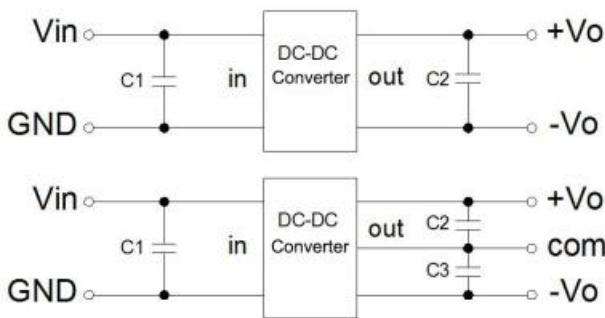 Vin
+Vo
DC-DC
Converter
C1
in
out
C2
GND
-Vo
Vin
+Vo
DC-DC
Converter
C1
in
out
C2
com
C3
GND
-Vo